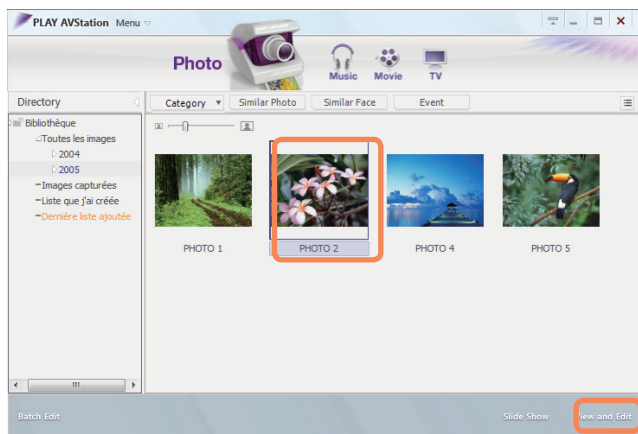 PLAY AVStation Menu
Photo
Music Movie TV
Directory
Category Similar Photo Similar Face Event
Bibliothèque
Toutes les images
2004
2005
Images capturées
Liste que j'ai créée
Dernière liste ajoutée
PHOTO 1 PHOTO 2 PHOTO 4 PHOTO 5
Batch Edit Slide Show View and Edit